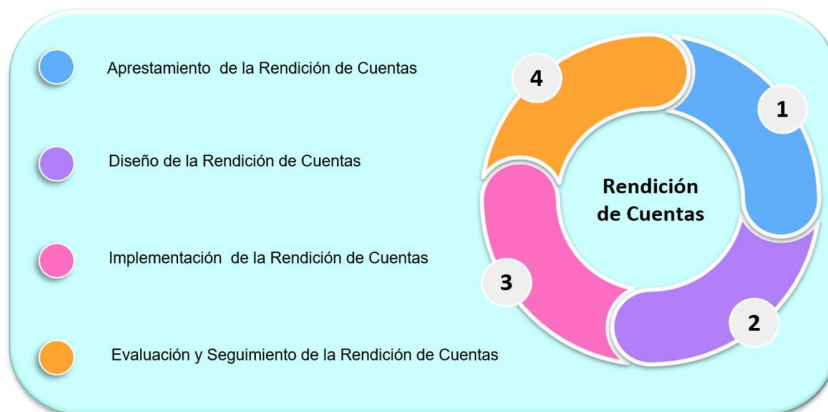 Aprestamiento de la Rendición de Cuentas
Diseño de la Rendición de Cuentas
Implementación de la Rendición de Cuentas
Evaluación y Seguimiento de la Rendición de Cuentas
4
1
Rendición
de Cuentas
3
2